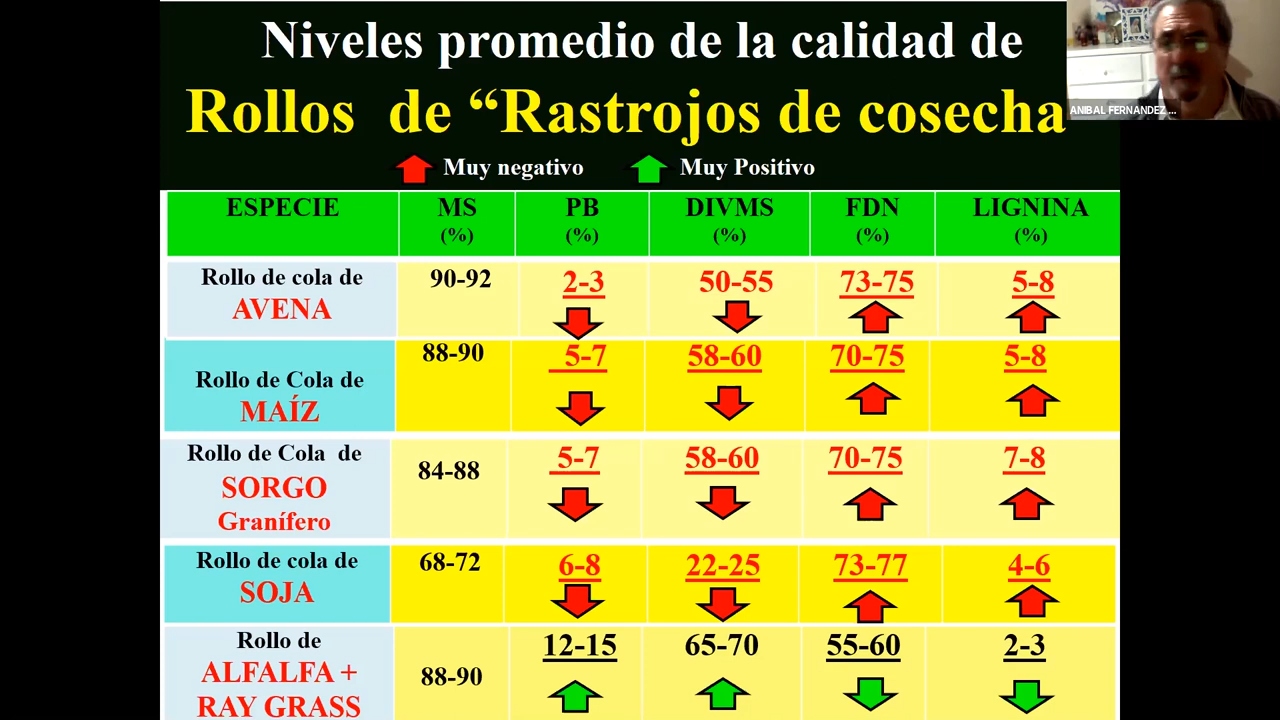 Niveles promedio de la calidad de
Rollos de “Rastrojos de cosecha
Muy negativo Muy Positivo
ANIBAL FERNANDEZ ...
ESPECIE MS PB DIVMS FDN LIGNINA
(%) (%) (%) (%) (%)
Rollo de cola de
AVENA
90-92 2-3 50-55 73-75 5-8
Rollo de Cola de
MAÍZ
88-90 5-7 58-60 70-75 5-8
Rollo de Cola de
SORGO
Granífero
84-88 5-7 58-60 70-75 7-8
Rollo de cola de
SOJA
68-72 6-8 22-25 73-77 4-6
Rollo de
ALFALFA +
RAY GRASS
88-90 12-15 65-70 55-60 2-3